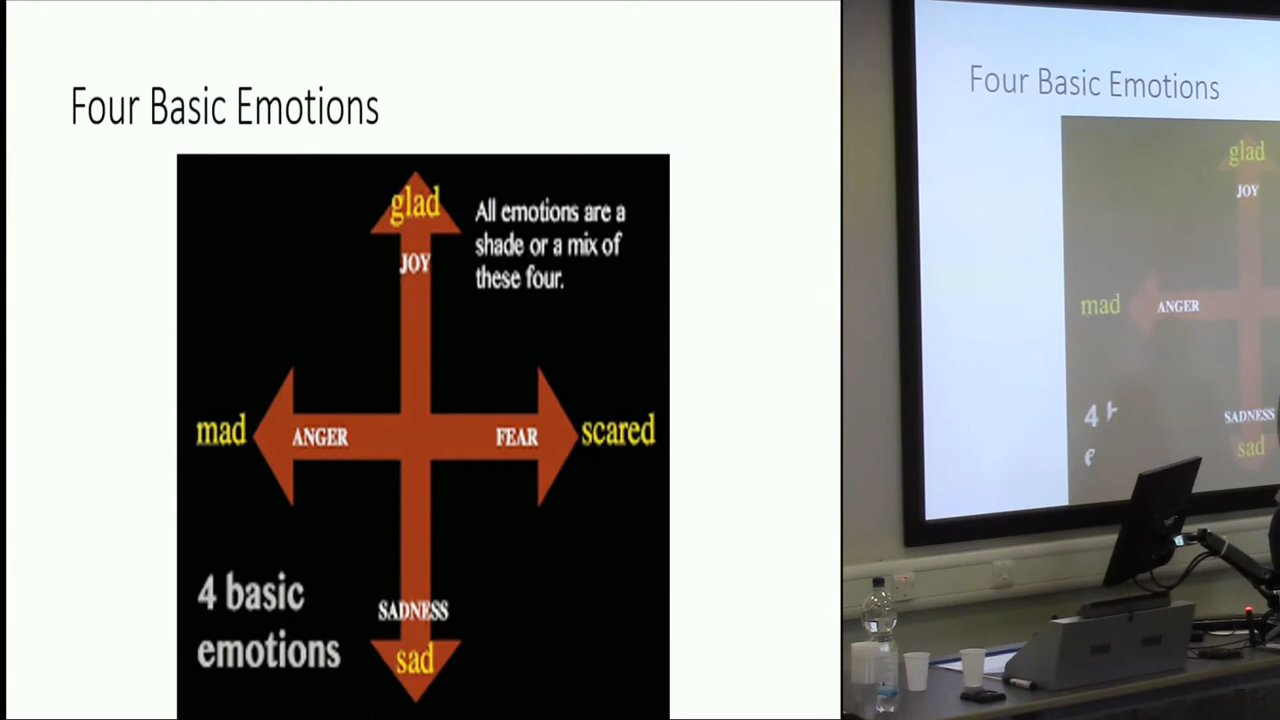 Four Basic Emotions
glad
JOY
All emotions are a
shade or a mix of
these four.
mad
ANGER
FEAR
scared
4 basic
emotions
SADNESS
sad
Four Basic Emotions
glad
JOY
mad
ANGER
4
SADNESS
sad